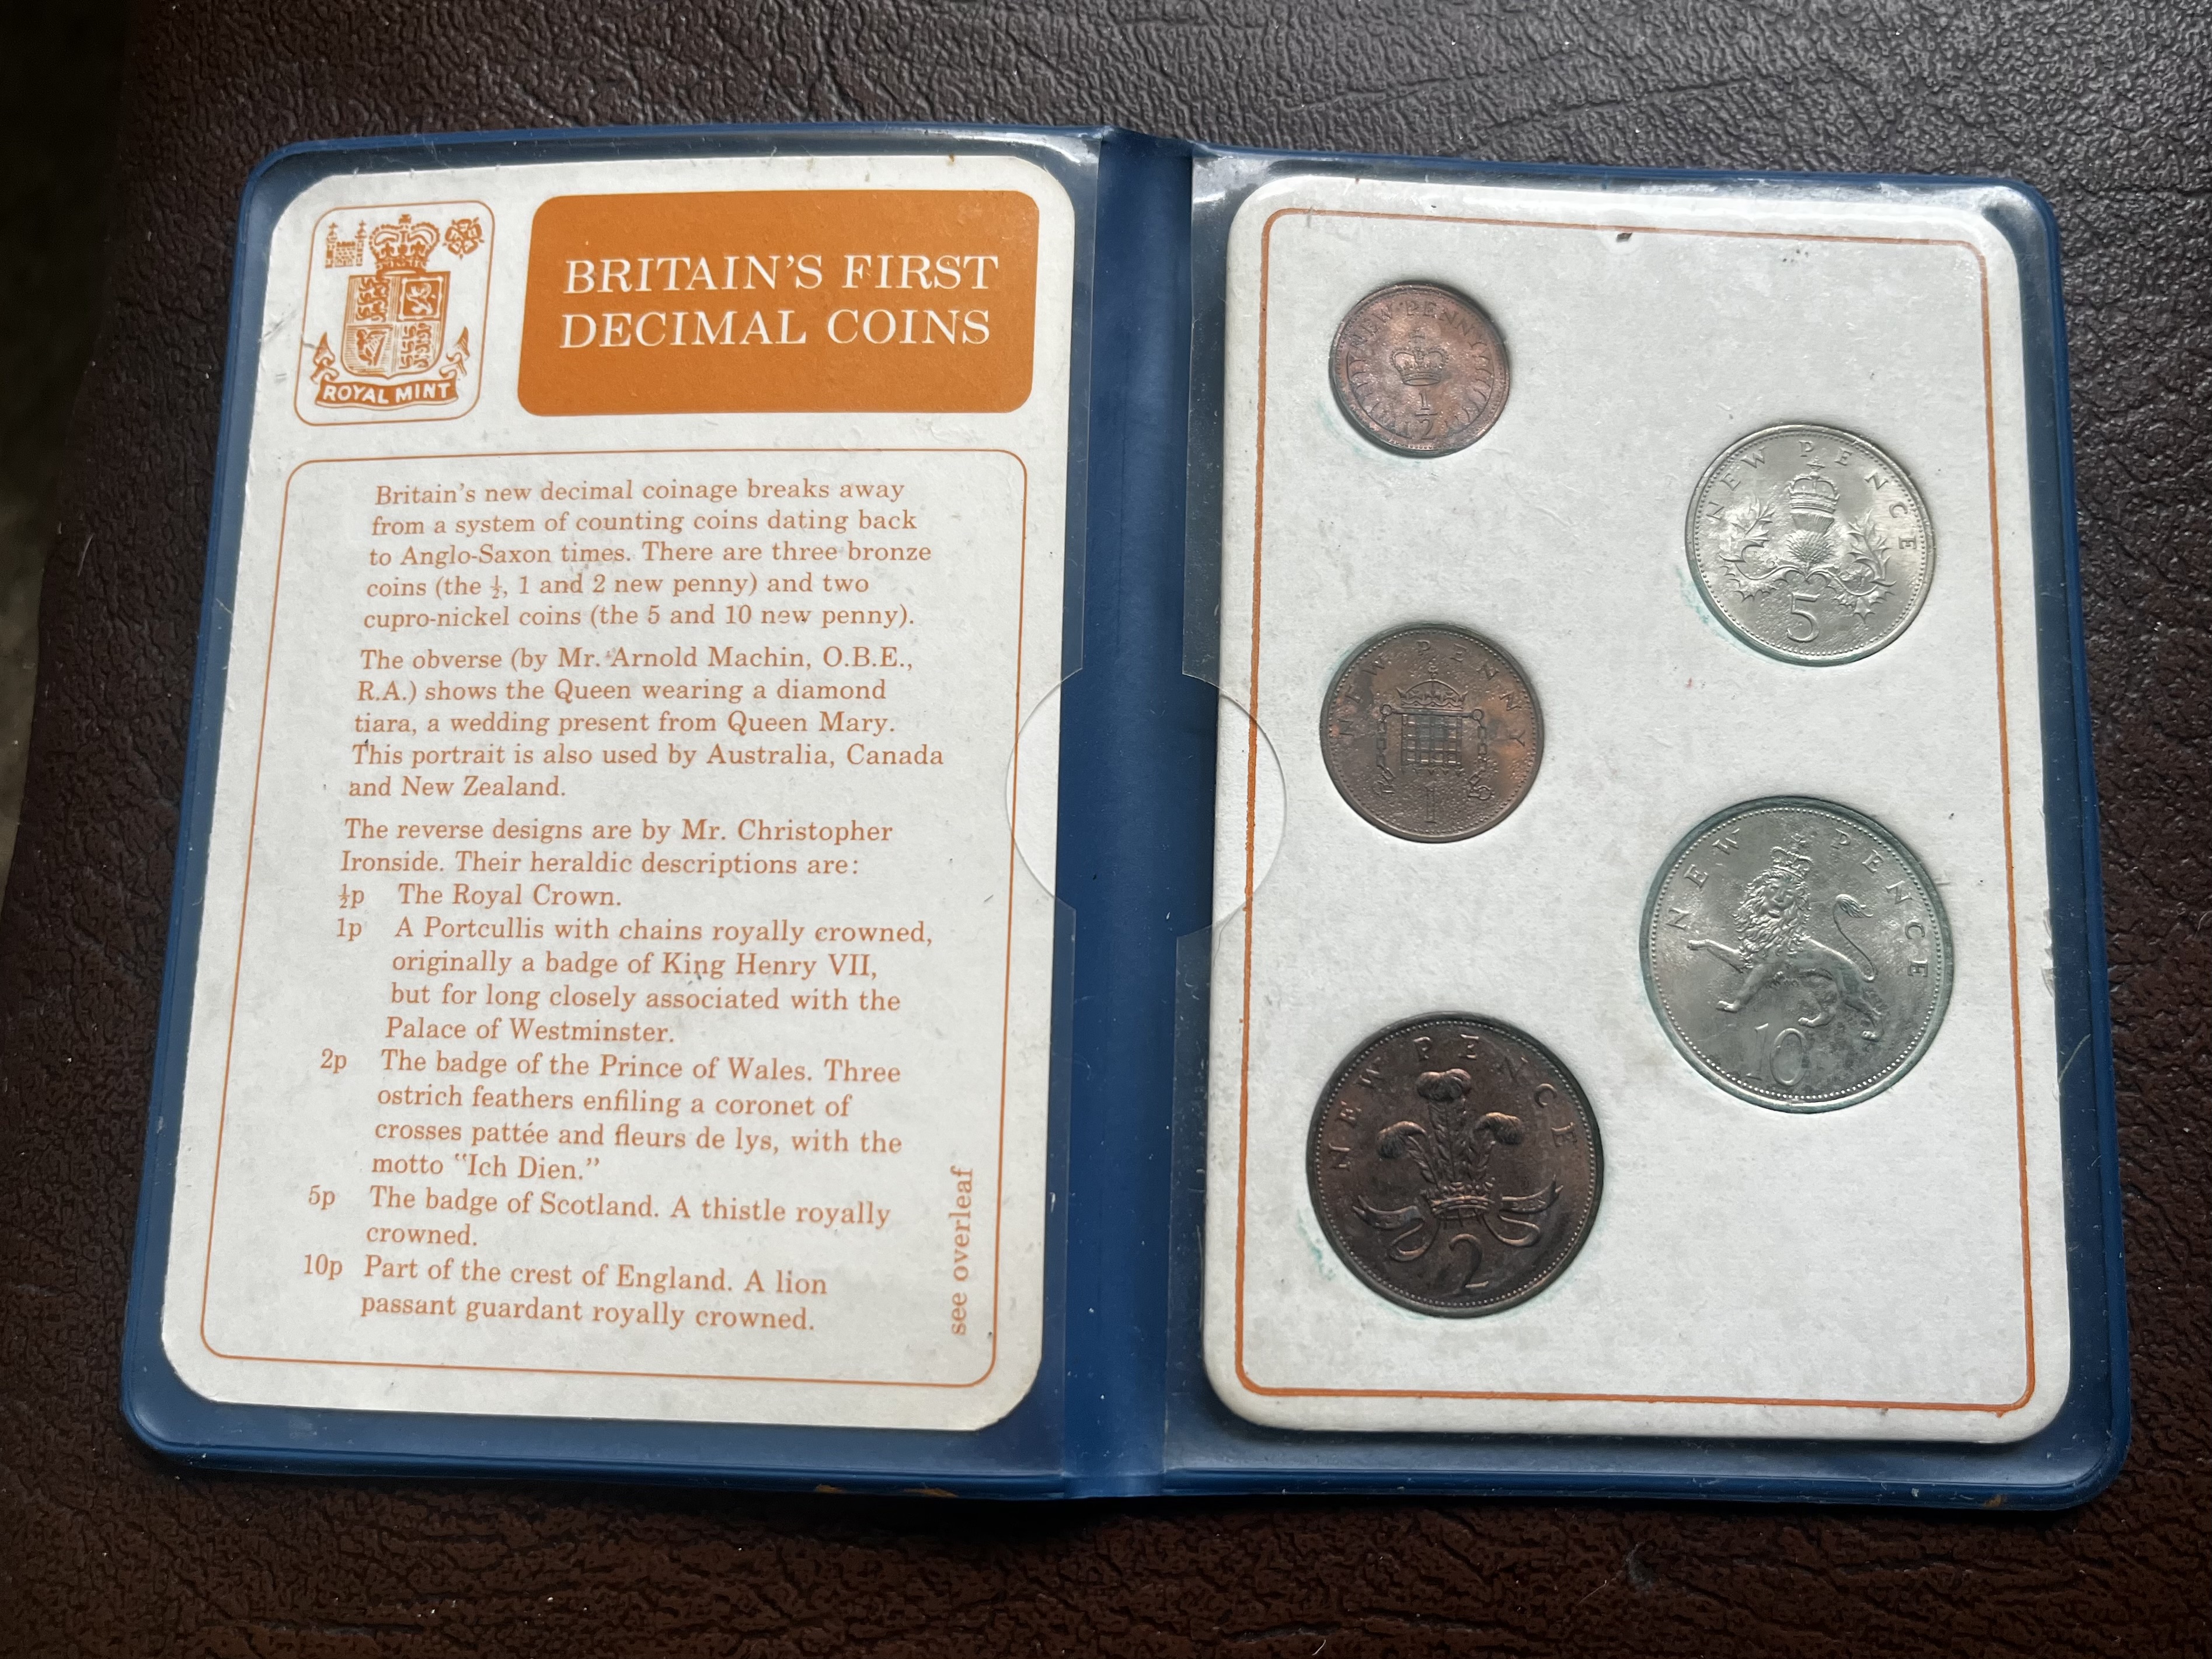 ROYAL MINT
BRITAIN'S FIRST
DECIMAL COINS
Britain's new decimal coinage breaks away
from a system of counting coins dating back
to Anglo-Saxon times. There are three bronze
coins (the ½, 1 and 2 new penny) and two
cupro-nickel coins (the 5 and 10 new penny).
The obverse (by Mr. Arnold Machin, O.B.E.,
R.A.) shows the Queen wearing a diamond
tiara, a wedding present from Queen Mary.
This portrait is also used by Australia, Canada
and New Zealand.
The reverse designs are by Mr. Christopher
Ironside. Their heraldic descriptions are:
½p The Royal Crown.
1p A Portcullis with chains royally crowned,
originally a badge of King Henry VII,
but for long closely associated with the
Palace of Westminster.
2p The badge of the Prince of Wales. Three
ostrich feathers enfiling a coronet of
crosses pattée and fleurs de lys, with the
motto "Ich Dien."
5p The badge of Scotland. A thistle royally
crowned.
10p Part of the crest of England. A lion
passant guardant royally crowned.
see overleaf
NEW PENNY
1/2
NEW PENCE
5
NEW PENNY
1
NEW PENCE
10
NEW PENCE
2